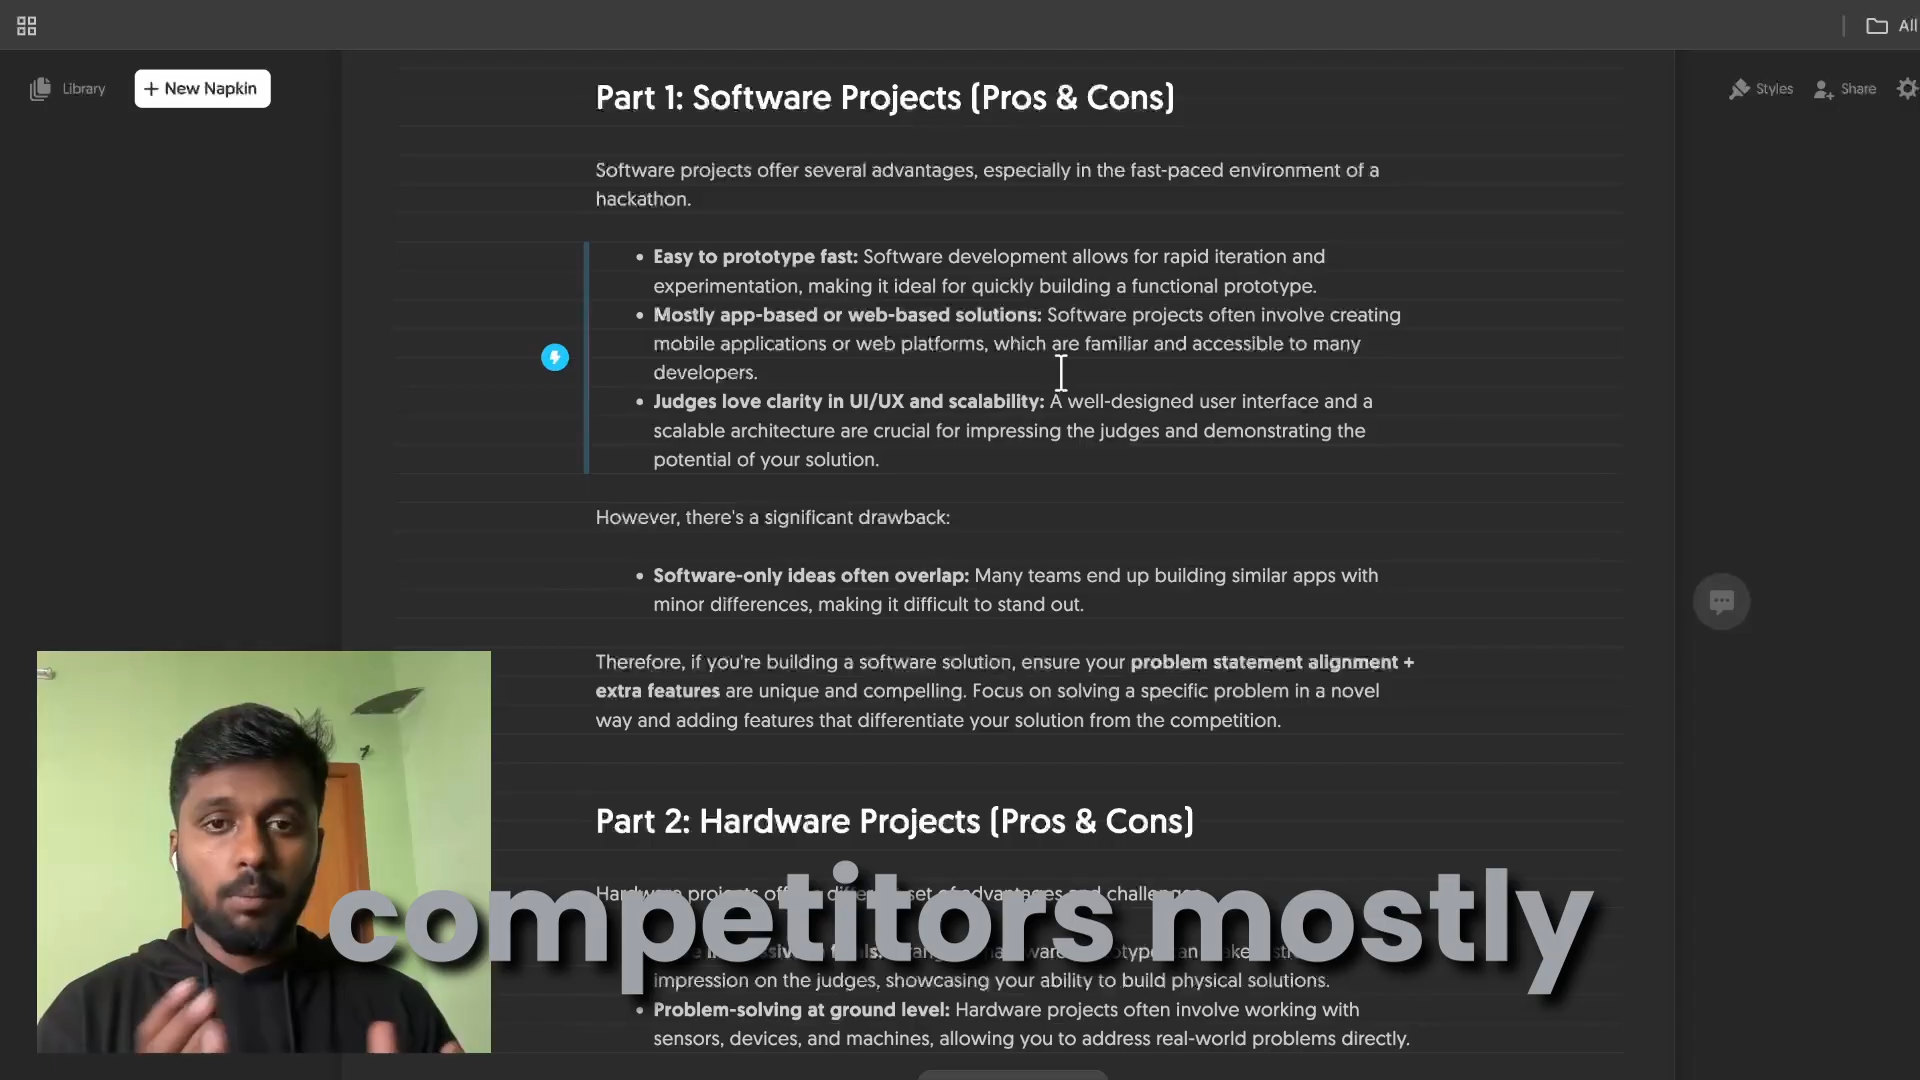 All
Library
+ New Napkin
Styles
Share
Part 1: Software Projects (Pros & Cons)
Software projects offer several advantages, especially in the fast-paced environment of a
hackathon.
• Easy to prototype fast: Software development allows for rapid iteration and
experimentation, making it ideal for quickly building a functional prototype.
• Mostly app-based or web-based solutions: Software projects often involve creating
mobile applications or web platforms, which are familiar and accessible to many
developers.
• Judges love clarity in UI/UX and scalability: A well-designed user interface and a
scalable architecture are crucial for impressing the judges and demonstrating the
potential of your solution.
However, there's a significant drawback:
• Software-only ideas often overlap: Many teams end up building similar apps with
minor differences, making it difficult to stand out.
Therefore, if you're building a software solution, ensure your problem statement alignment +
extra features are unique and compelling. Focus on solving a specific problem in a novel
way and adding features that differentiate your solution from the competition.
Part 2: Hardware Projects (Pros & Cons)
Hardware projects set of advantages and
competitors mostly
impression on the judges, showcasing your ability to build physical solutions.
• Problem-solving at ground level: Hardware projects often involve working with
sensors, devices, and machines, allowing you to address real-world problems directly.